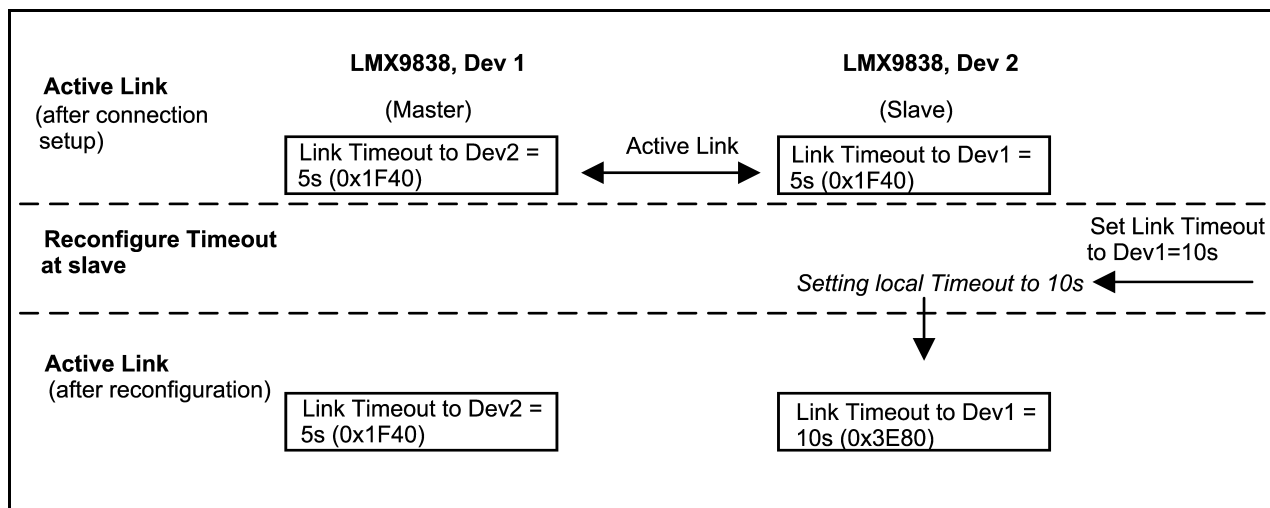 LMX9838, Dev 1
LMX9838, Dev 2
Active Link
(after connection
setup)
(Master)
(Slave)
Link Timeout to Dev2 =
5s (0x1F40)
Active Link
Link Timeout to Dev1 =
5s (0x1F40)
Reconfigure Timeout
at slave
Set Link Timeout
to Dev1=10s
Setting local Timeout to 10s
Active Link
(after reconfiguration)
Link Timeout to Dev2 =
5s (0x1F40)
Link Timeout to Dev1 =
10s (0x3E80)